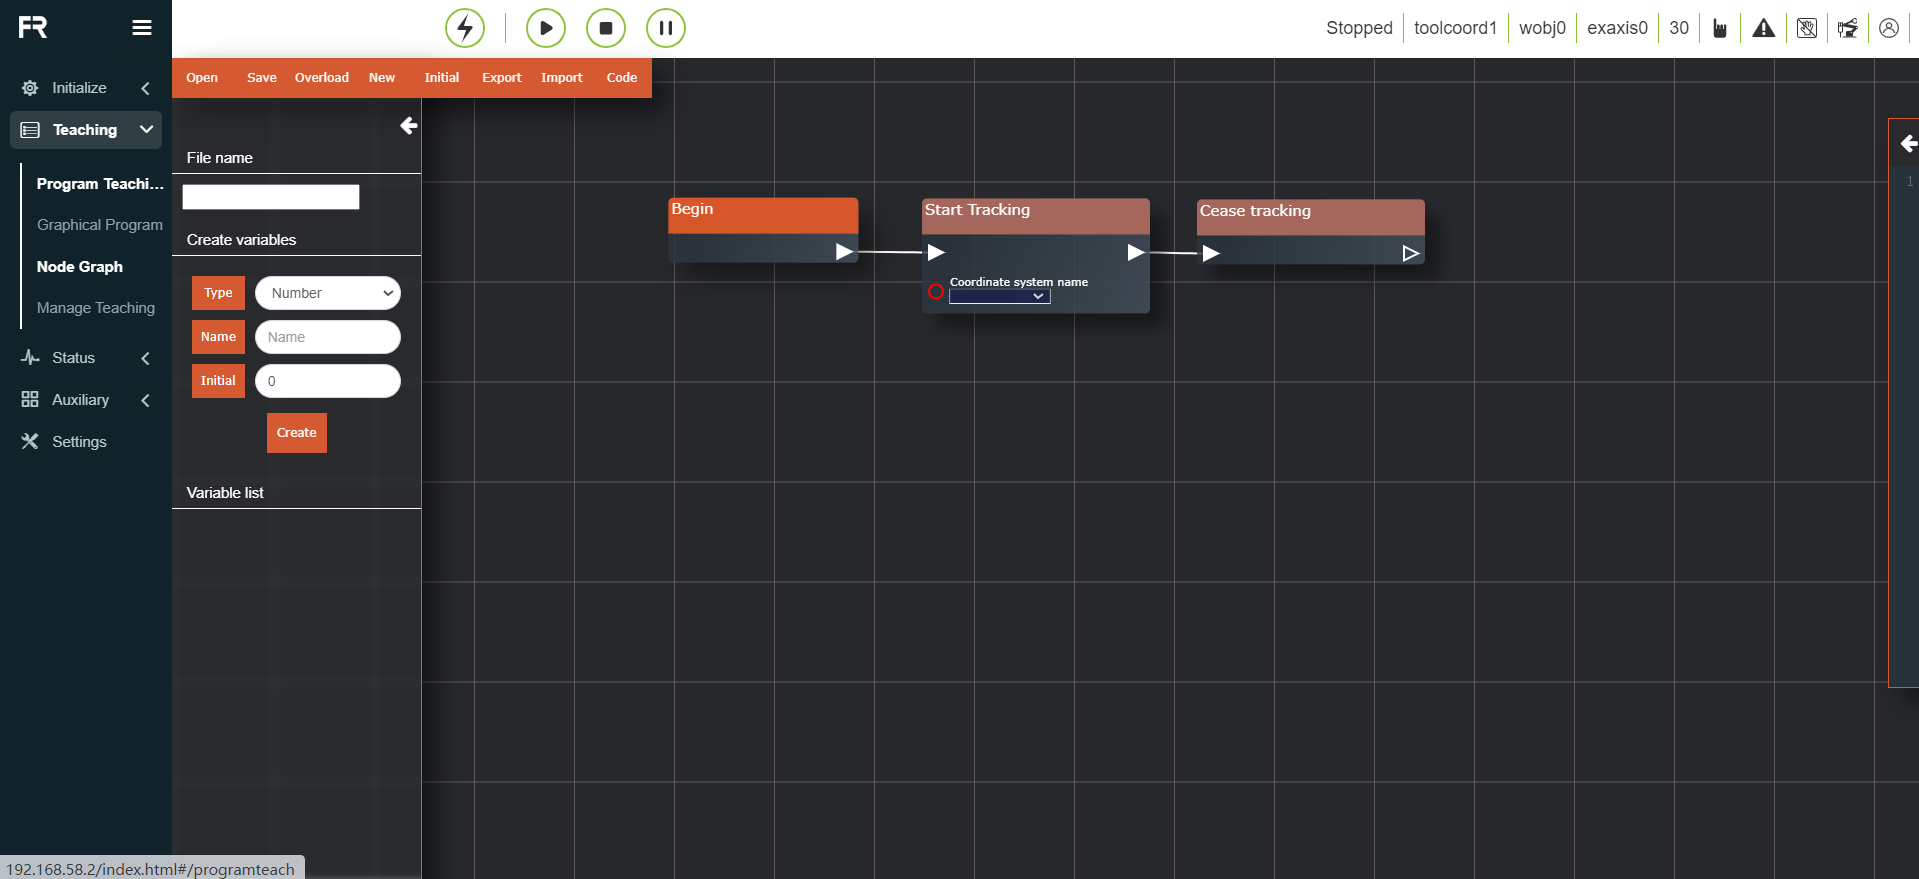 FR
Stopped
toolcoord1
wobj0
exaxis0
30
Open Save Overload New Initial Export Import Code
Initialize
Teaching
Program Teachi...
Graphical Program
Node Graph
Manage Teaching
Status
Auxiliary
Settings
File name
Create variables
Type Number
Name Name
Initial 0
Create
Variable list
Begin
Start Tracking
Coordinate system name
Cease tracking
1
192.168.58.2/index.html#/programteach